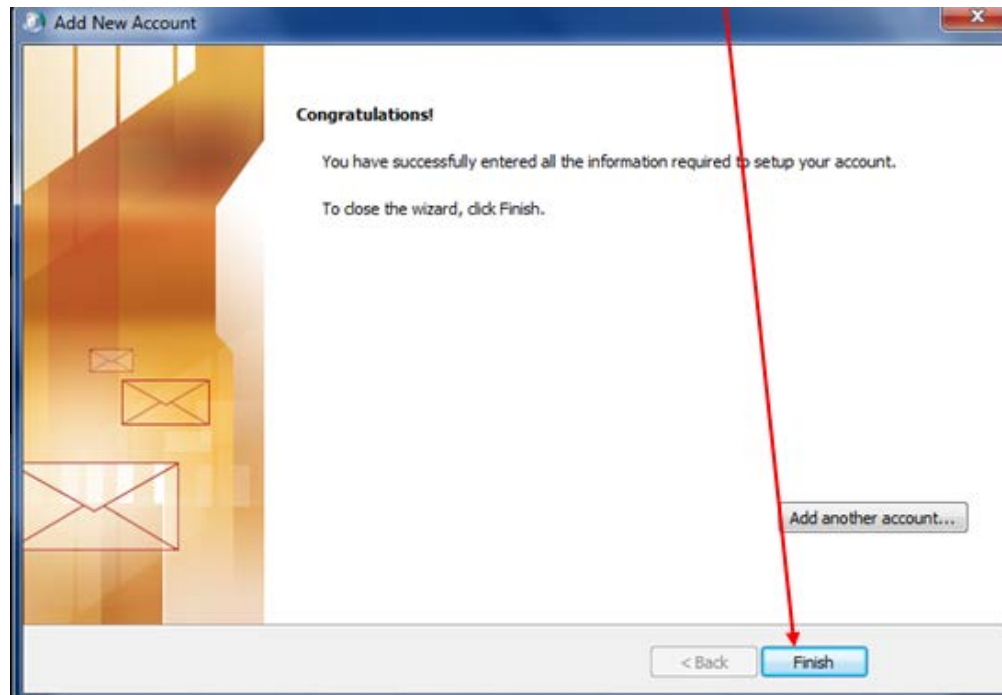 Add New Account
Congratulations!
You have successfully entered all the information required to setup your account.
To close the wizard, click Finish.
Add another account...
< Back
Finish